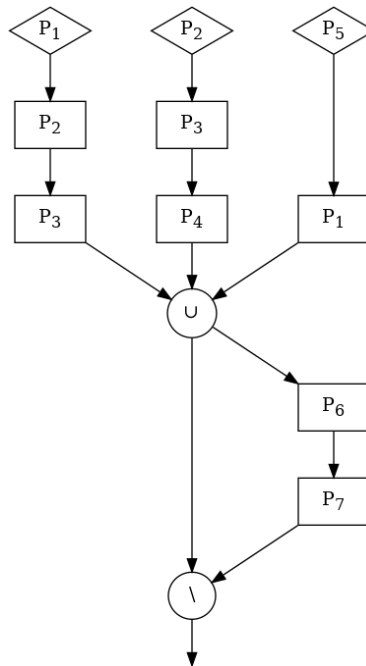 P₁ P₂ P₅
P₂ P₃
P₃ P₄ P₁
∪
P₆
P₇
\